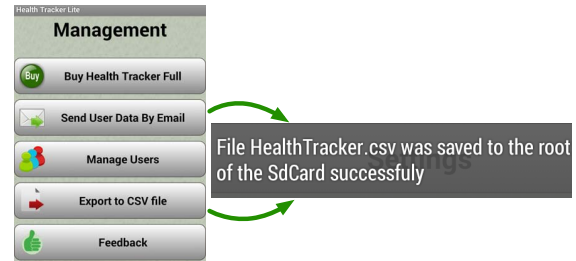 Health Tracker Lite
Management
Buy
Buy Health Tracker Full
Send User Data By Email
Manage Users
Export to CSV file
Feedback
Settings
File HealthTracker.csv was saved to the root
of the SdCard successfuly